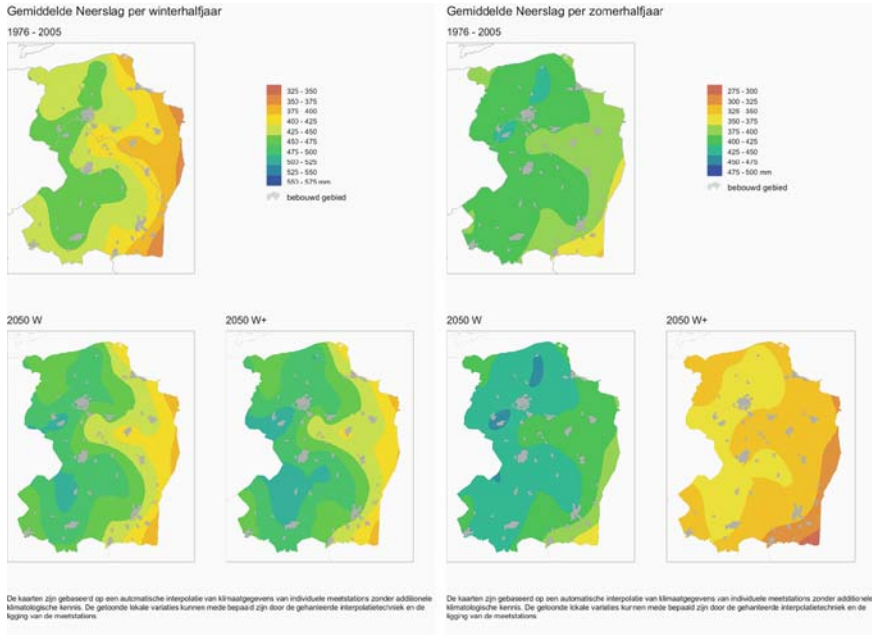 Gemiddelde Neerslag per winterhalfjaar
1976 - 2005
325 - 350
350 - 375
375 - 400
400 - 425
425 - 450
450 - 475
475 - 500
500 - 525
525 - 550
550 - 575 mm
bebouwd gebied
2050 W
2050 W+
De kaarten zijn gebaseerd op een automatische interpolatie van klimaatgegevens van individuele meetstations zonder additionele
klimatologische kennis. De getoonde lokale variaties kunnen mede bepaald zijn door de gehanteerde interpolatietechniek en de
ligging van de meetstations
Gemiddelde Neerslag per zomerhalfjaar
1976 - 2005
275 - 300
300 - 325
325 - 350
350 - 375
375 - 400
400 - 425
425 - 450
450 - 475
475 - 500 mm
bebouwd gebied
2050 W
2050 W+
De kaarten zijn gebaseerd op een automatische interpolatie van klimaatgegevens van individuele meetstations zonder additionele
klimatologische kennis. De getoonde lokale variaties kunnen mede bepaald zijn door de gehanteerde interpolatietechniek en de
ligging van de meetstations